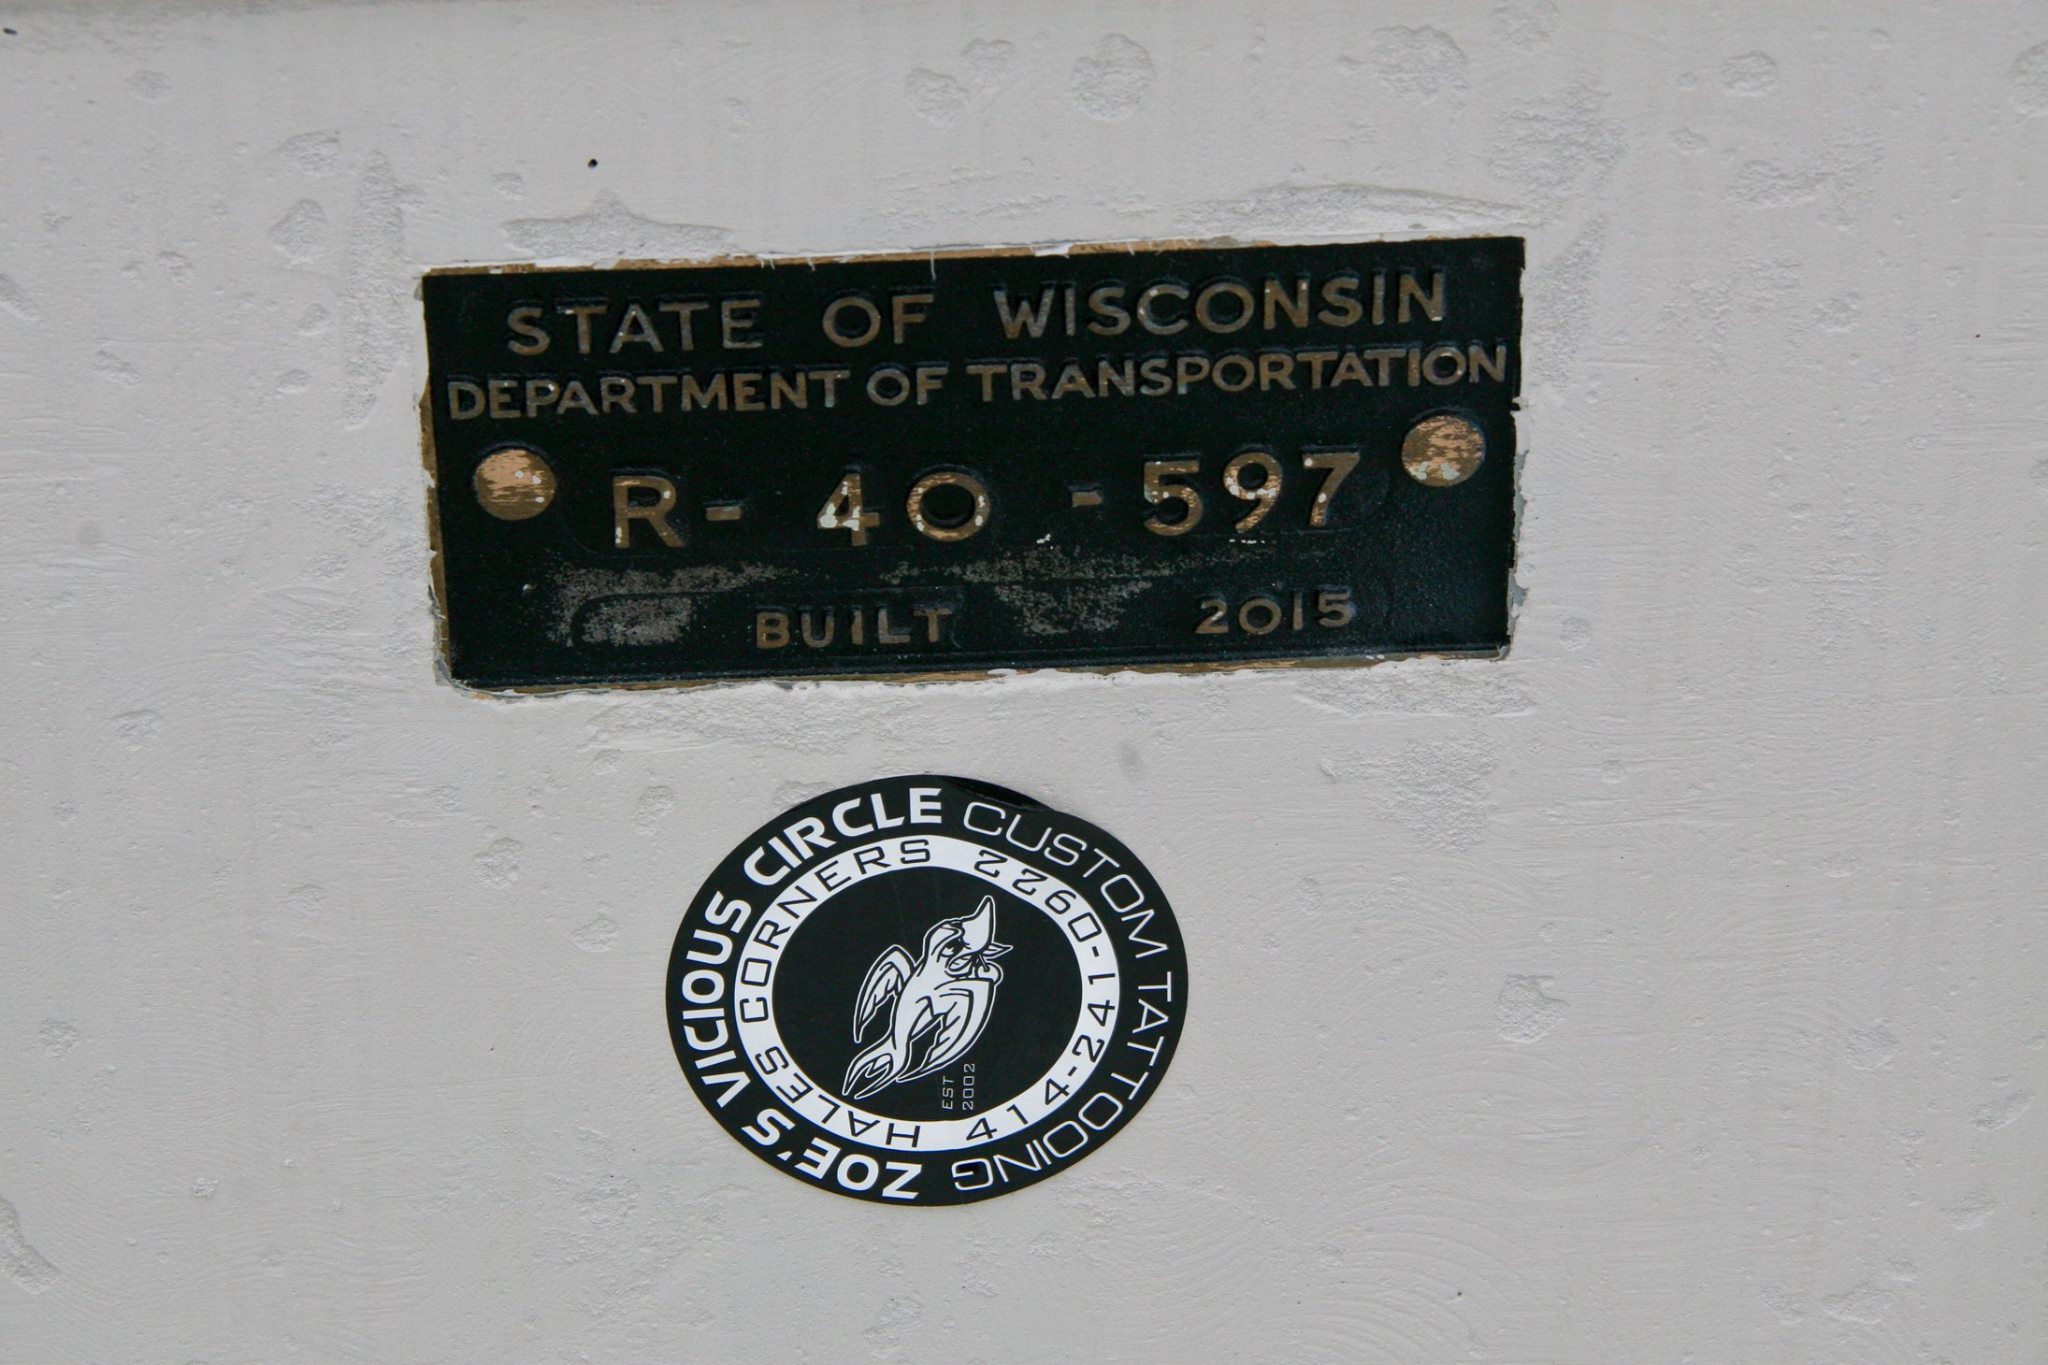 STATE OF WISCONSIN
DEPARTMENT OF TRANSPORTATION
R- 40 -597
BUILT 2015
ZOE'S VICIOUS CIRCLE CUSTOM TATTOOING
HALES CORNERS 414-241-0922
EST
2002